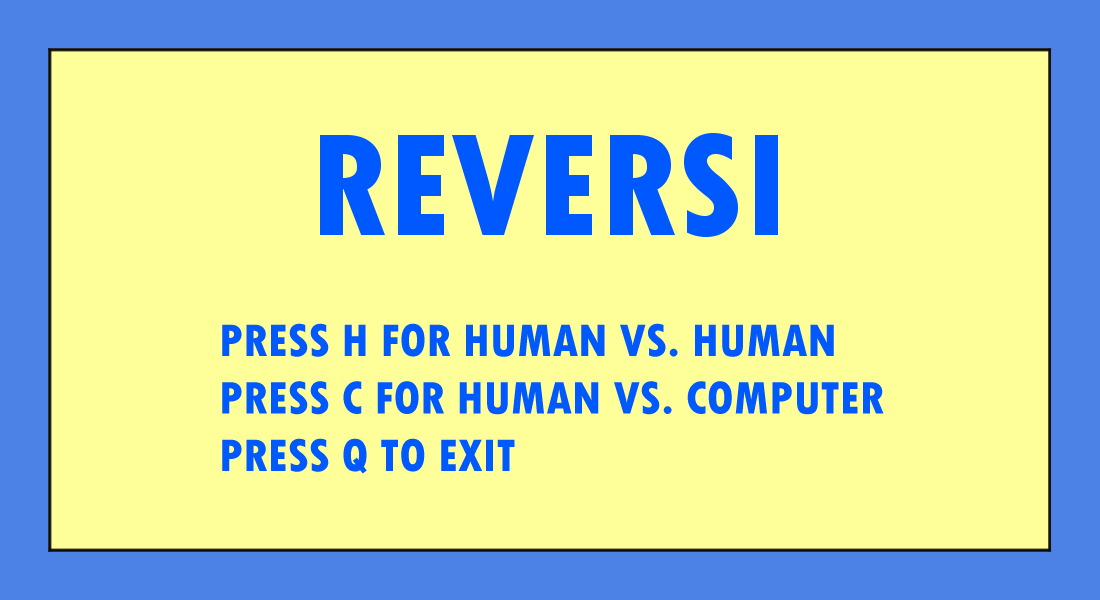 REVERSI
PRESS H FOR HUMAN VS. HUMAN
PRESS C FOR HUMAN VS. COMPUTER
PRESS Q TO EXIT